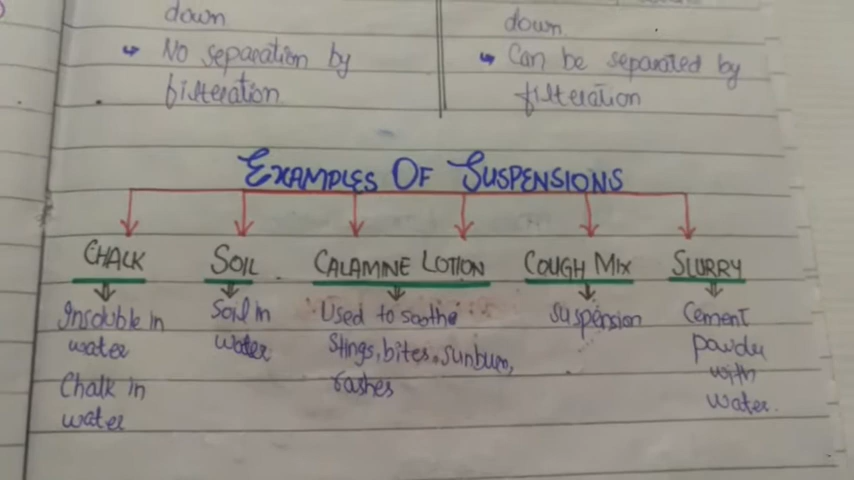 down
down
↪ No separation by
filteration
↪ Can be separated by
filteration
EXAMPLES OF SUSPENSIONS
CHALK
SOIL
CALAMINE LOTION
COUGH MIX
SLURRY
Insouble in
water
Chalk in
water
Soil in
water
Used to soothe
Stings, bites, sunburn,
rashes
suspension
Cement
powder
with
water.